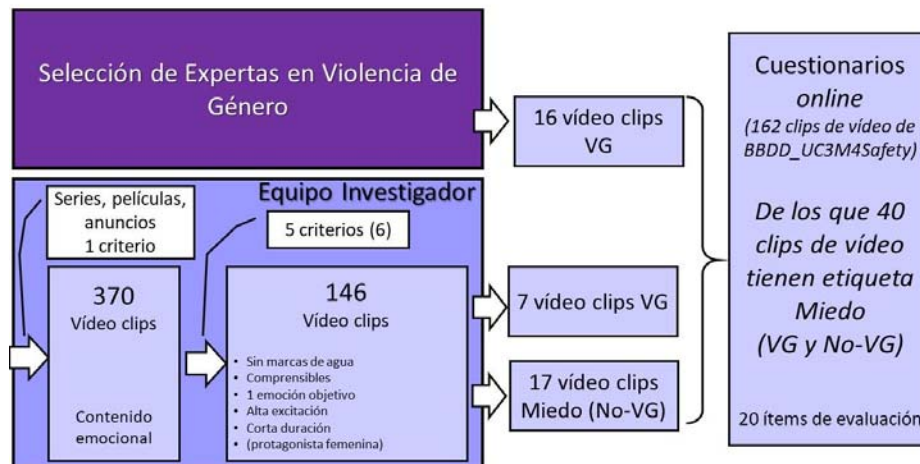 Selección de Expertas en Violencia de
Género
16 vídeo clips
VG
Equipo Investigador
Series, películas,
anuncios
1 criterio
5 criterios (6)
370
Vídeo clips
Contenido
emocional
146
Vídeo clips
• Sin marcas de agua
• Comprensibles
• 1 emoción objetivo
• Alta excitación
• Corta duración
• (protagonista femenina)
7 vídeo clips VG
17 vídeo clips
Miedo (No-VG)
Cuestionarios
online
(162 clips de vídeo de
BBDD_UC3M4Safety)
De los que 40
clips de vídeo
tienen etiqueta
Miedo
(VG y No-VG)
20 ítems de evaluación